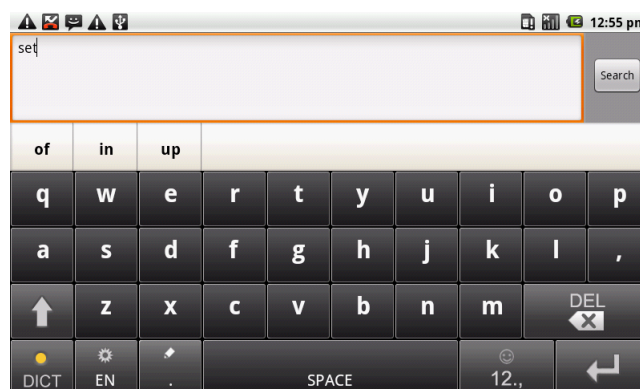 12:55 pm
set
Search
of in up
q w e r t y u i o p
a s d f g h j k l ,
z x c v b n m DEL
DICT EN . SPACE 12.,